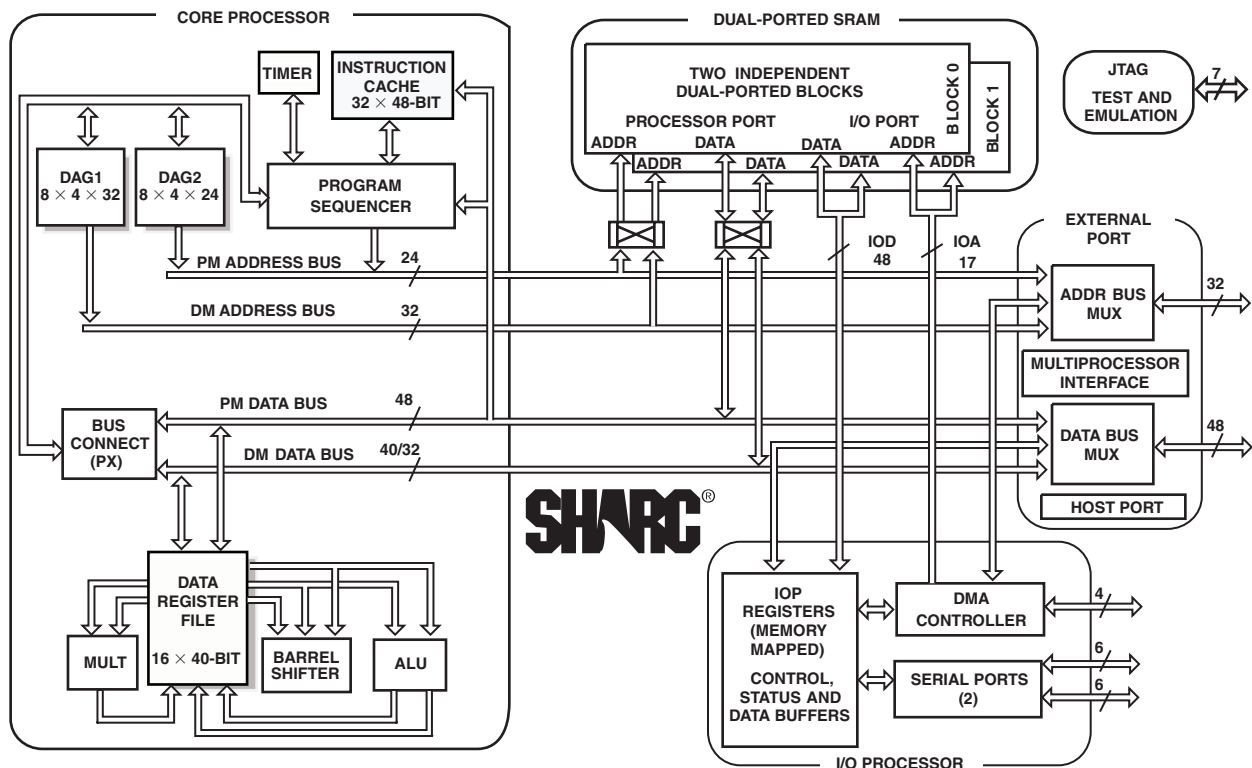 CORE PROCESSOR
TIMER
INSTRUCTION
CACHE
32 × 48-BIT
DAG1
8 × 4 × 32
DAG2
8 × 4 × 24
PROGRAM
SEQUENCER
PM ADDRESS BUS
24
DM ADDRESS BUS
32
PM DATA BUS
48
DM DATA BUS
40/32
BUS
CONNECT
(PX)
DATA
REGISTER
FILE
16 × 40-BIT
MULT
BARREL
SHIFTER
ALU
DUAL-PORTED SRAM
TWO INDEPENDENT
DUAL-PORTED BLOCKS
PROCESSOR PORT
I/O PORT
ADDR
DATA
DATA
ADDR
ADDR
DATA
DATA
ADDR
BLOCK 0
BLOCK 1
JTAG
TEST AND
EMULATION
7
IOD
48
IOA
17
EXTERNAL
PORT
ADDR BUS
MUX
32
MULTIPROCESSOR
INTERFACE
DATA BUS
MUX
48
HOST PORT
SHARC®
IOP
REGISTERS
(MEMORY
MAPPED)
CONTROL,
STATUS AND
DATA BUFFERS
DMA
CONTROLLER
4
SERIAL PORTS
(2)
6
6
I/O PROCESSOR